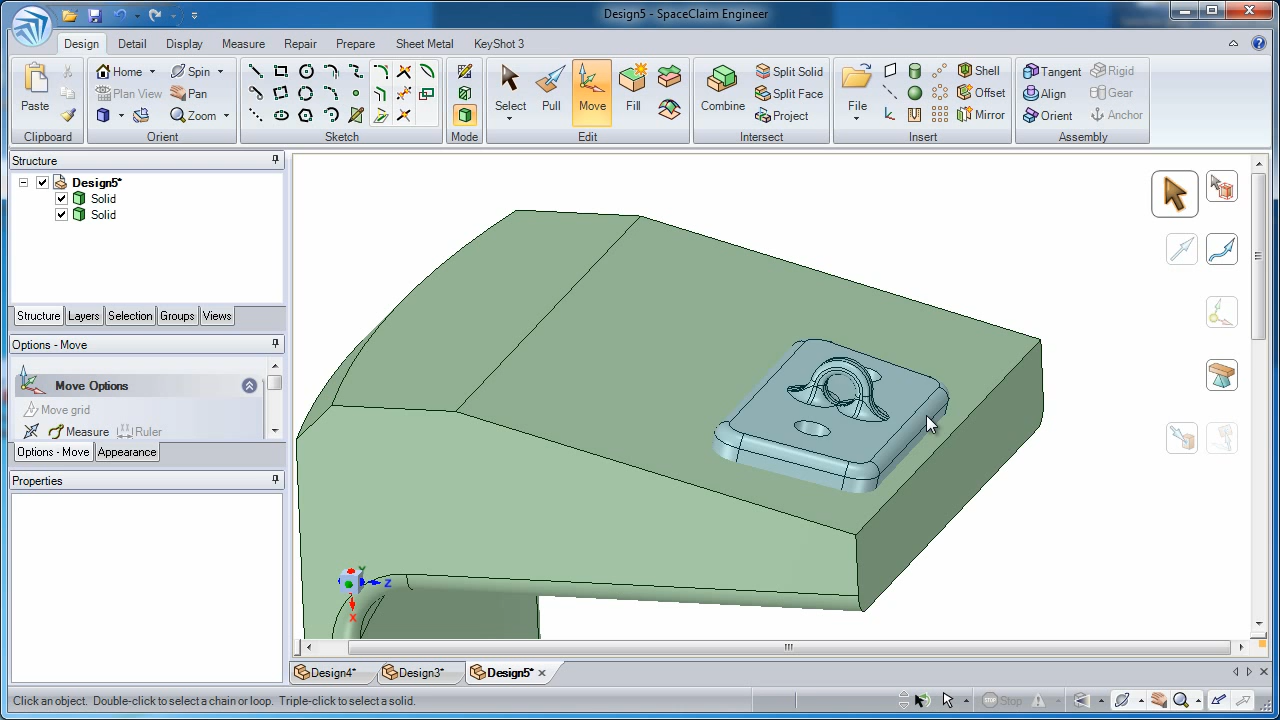 Design5 - SpaceClaim Engineer
Design Detail Display Measure Repair Prepare Sheet Metal KeyShot 3
Paste
Home Spin
Plan View Pan
Zoom
Select Pull Move Fill
Combine
Split Solid
Split Face
Project
File
Shell
Offset
Mirror
Tangent Rigid
Align Gear
Orient Anchor
Clipboard Orient Sketch Mode Edit Intersect Insert Assembly
Structure
Design5*
Solid
Solid
Structure Layers Selection Groups Views
Options - Move
Move Options
Move grid
Measure Ruler
Options - Move Appearance
Properties
Y
Z
X
Design4* Design3* Design5*
Click an object. Double-click to select a chain or loop. Triple-click to select a solid.
Stop